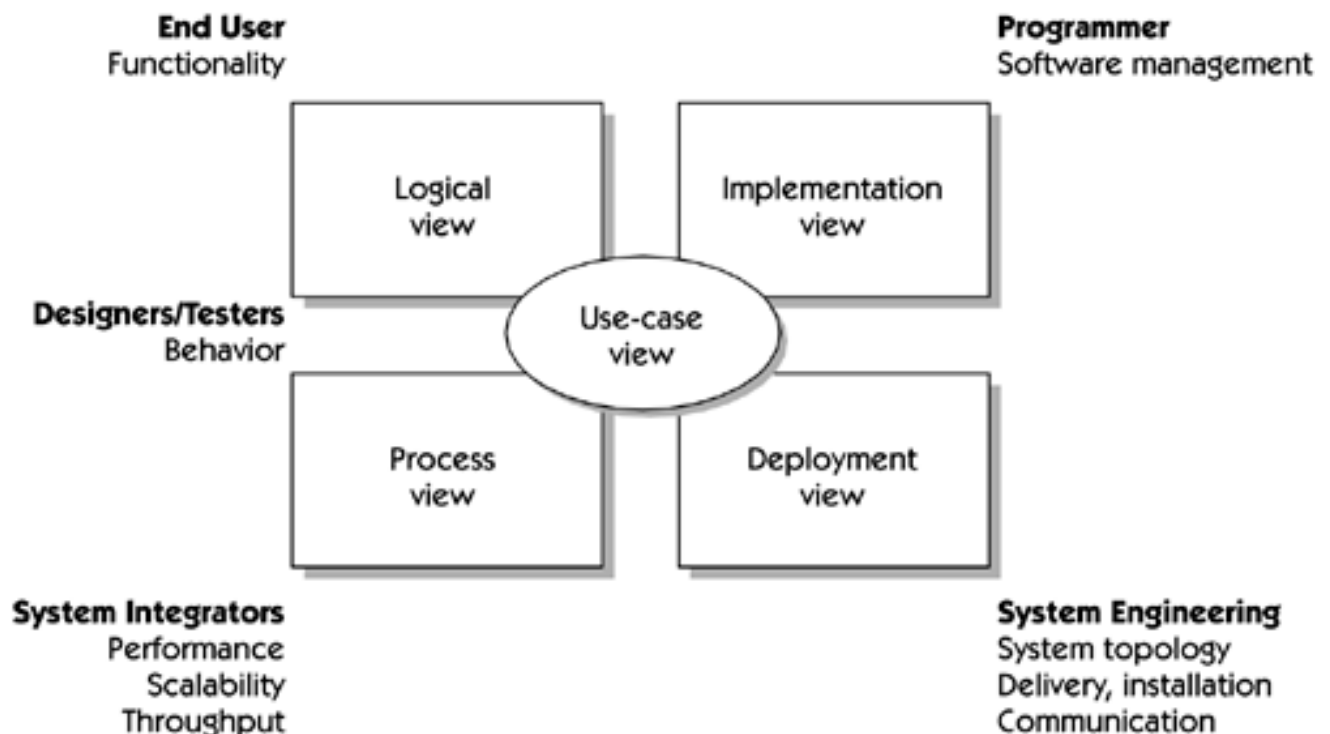 End User
Functionality
Programmer
Software management
Logical
view
Implementation
view
Designers/Testers
Behavior
Use-case
view
Process
view
Deployment
view
System Integrators
Performance
Scalability
Throughput
System Engineering
System topology
Delivery, installation
Communication